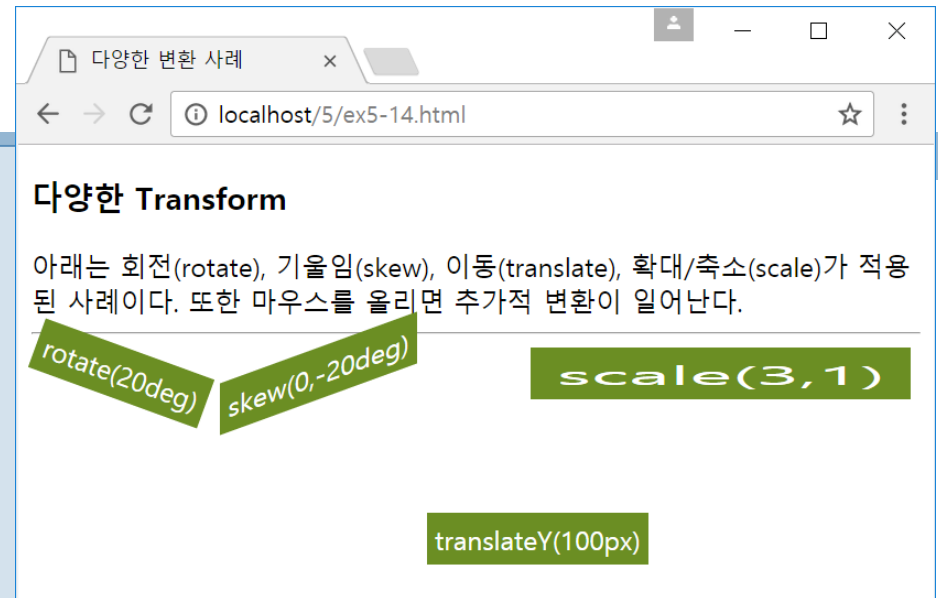 다양한 변환 사례
localhost/5/ex5-14.html
다양한 Transform
아래는 회전(rotate), 기울임(skew), 이동(translate), 확대/축소(scale)가 적용
된 사례이다. 또한 마우스를 올리면 추가적 변환이 일어난다.
rotate(20deg)
skew(0,-20deg)
scale(3,1)
translateY(100px)